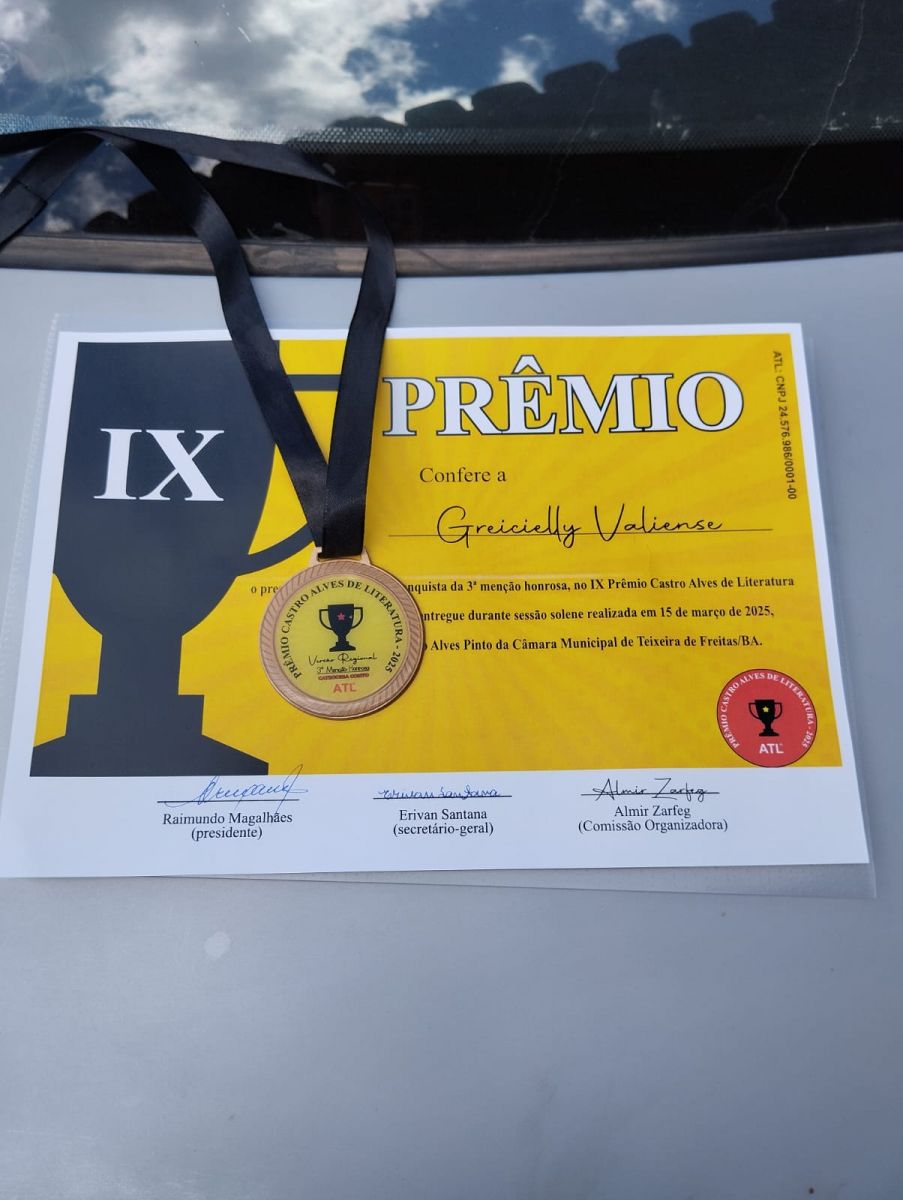 IX
PRÊMIO
ATL: CNPJ 24.576.986/0001-00
Confere a
Greicielly Valiense
o nquista da 3ª menção honrosa, no IX Prêmio Castro Alves de Literatura
ntregue durante sessão solene realizada em 15 de março de 2025,
Alves Pinto da Câmara Municipal de Teixeira de Freitas/BA.
PRÊMIO CASTRO ALVES DE LITERATURA - 2025
Versão Regional
3ª Menção Honrosa
CATEGORIA CONTO
ATL
PRÊMIO CASTRO ALVES DE LITERATURA - 2025
ATL
Erivan Santana
Almir Zarfeg
Raimundo Magalhães
(presidente)
Erivan Santana
(secretário-geral)
Almir Zarfeg
(Comissão Organizadora)